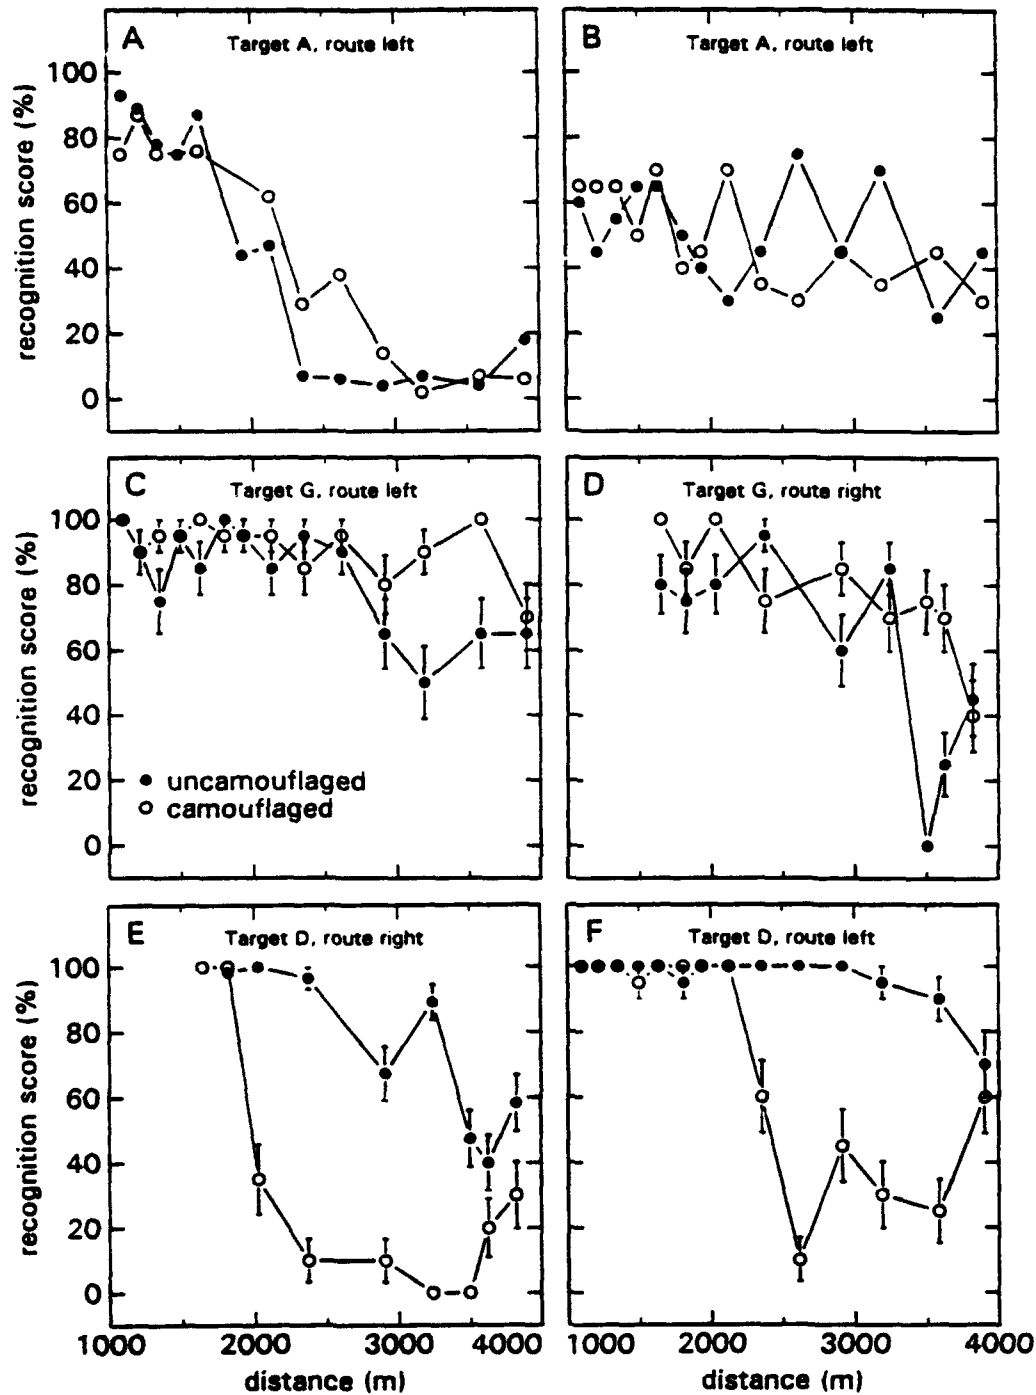 A Target A, route left
B Target A, route left
recognition score (%)
100
80
60
40
20
0
C Target G, route left
D Target G, route right
recognition score (%)
100
80
60
40
20
0
● uncamouflaged
○ camouflaged
E Target D, route right
F Target D, route left
recognition score (%)
100
80
60
40
20
0
1000 2000 3000 4000 1000 2000 3000 4000
distance (m) distance (m)